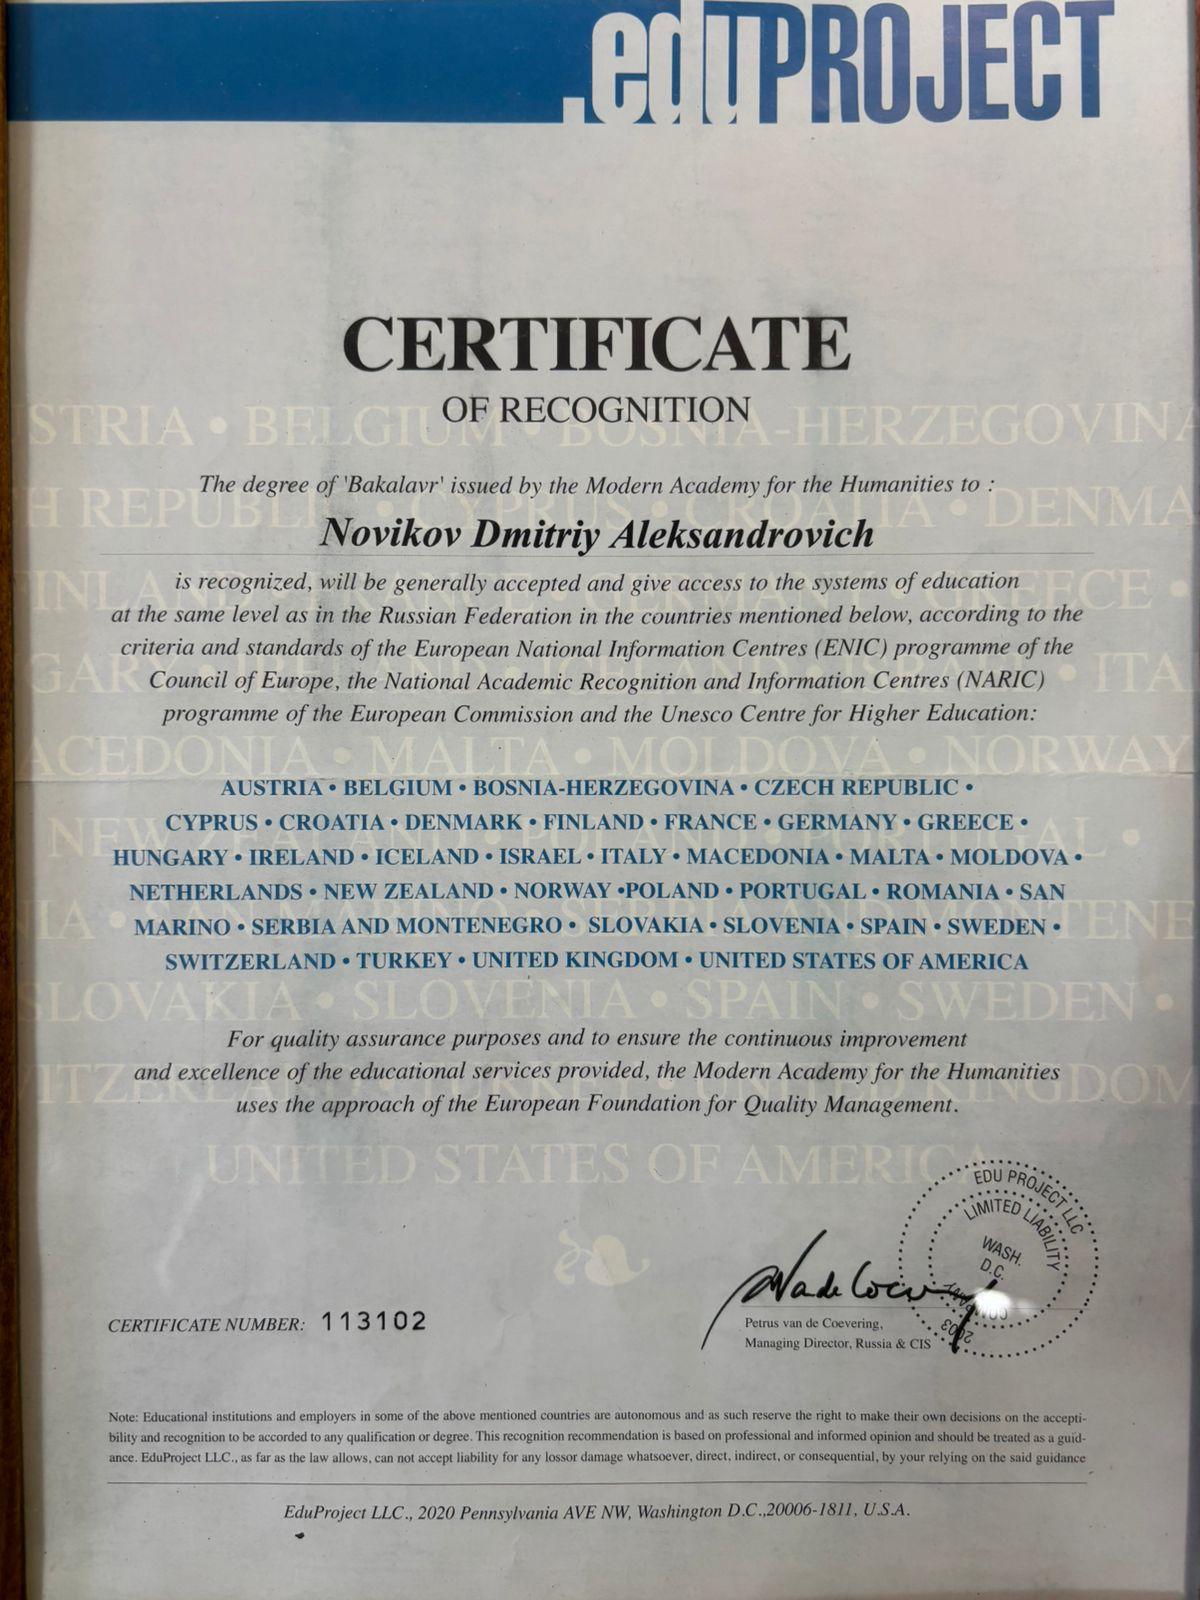 .eduPROJECT
CERTIFICATE
OF RECOGNITION
The degree of 'Bakalavr' issued by the Modern Academy for the Humanities to :
Novikov Dmitriy Aleksandrovich
is recognized, will be generally accepted and give access to the systems of education
at the same level as in the Russian Federation in the countries mentioned below, according to the
criteria and standards of the European National Information Centres (ENIC) programme of the
Council of Europe, the National Academic Recognition and Information Centres (NARIC)
programme of the European Commission and the Unesco Centre for Higher Education:
AUSTRIA • BELGIUM • BOSNIA-HERZEGOVINA • CZECH REPUBLIC •
CYPRUS • CROATIA • DENMARK • FINLAND • FRANCE • GERMANY • GREECE •
HUNGARY • IRELAND • ICELAND • ISRAEL • ITALY • MACEDONIA • MALTA • MOLDOVA •
NETHERLANDS • NEW ZEALAND • NORWAY •POLAND • PORTUGAL • ROMANIA • SAN
MARINO • SERBIA AND MONTENEGRO • SLOVAKIA • SLOVENIA • SPAIN • SWEDEN •
SWITZERLAND • TURKEY • UNITED KINGDOM • UNITED STATES OF AMERICA
For quality assurance purposes and to ensure the continuous improvement
and excellence of the educational services provided, the Modern Academy for the Humanities
uses the approach of the European Foundation for Quality Management.
UNITED STATES OF AMERICA
EDU PROJECT LLC
LIMITED LIABILITY COMPANY
WASH.
D.C.
2003
CERTIFICATE NUMBER: 113102
Petrus van de Coevering,
Managing Director, Russia & CIS
Note: Educational institutions and employers in some of the above mentioned countries are autonomous and as such reserve the right to make their own decisions on the accepti-
bility and recognition to be accorded to any qualification or degree. This recognition recommendation is based on professional and informed opinion and should be treated as a guid-
ance. EduProject LLC., as far as the law allows, can not accept liability for any lossor damage whatsoever, direct, indirect, or consequential, by your relying on the said guidance
EduProject LLC., 2020 Pennsylvania AVE NW, Washington D.C.,20006-1811, U.S.A.